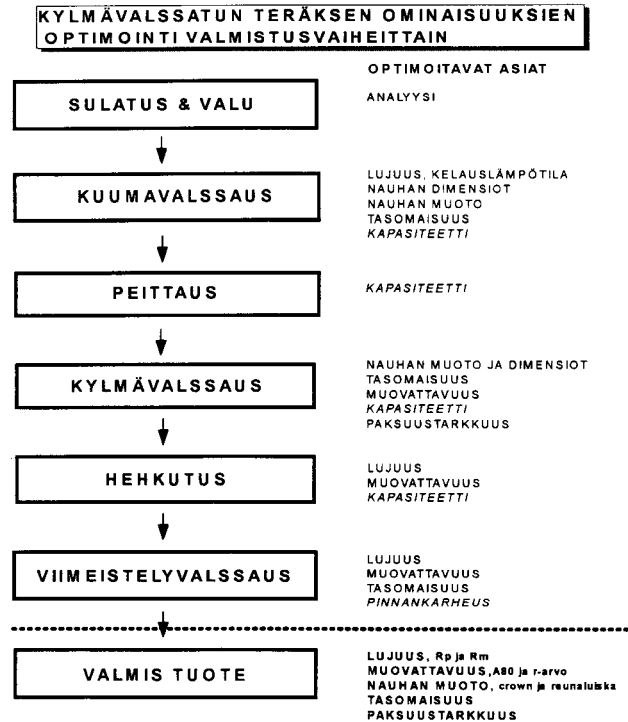 KYLMÄVALSSATUN TERÄKSEN OMINAISUUKSIEN
OPTIMOINTI VALMISTUSVAIHEITTAIN
OPTIMOITAVAT ASIAT
SULATUS & VALU
ANALYYSI
KUUMAVALSSAUS
LUJUUS, KELAUSLÄMPÖTILA
NAUHAN DIMENSIOT
NAUHAN MUOTO
TASOMAISUUS
KAPASITEETTI
PEITTAUS
KAPASITEETTI
KYLMÄVALSSAUS
NAUHAN MUOTO JA DIMENSIOT
TASOMAISUUS
MUOVATTAVUUS
KAPASITEETTI
PAKSUUSTARKKUUS
HEHKUTUS
LUJUUS
MUOVATTAVUUS
KAPASITEETTI
VIIMEISTELYVALSSAUS
LUJUUS
MUOVATTAVUUS
TASOMAISUUS
PINNANKARHEUS
VALMIS TUOTE
LUJUUS, Rp ja Rm
MUOVATTAVUUS, A80 ja r-arvo
NAUHAN MUOTO, crown ja reunaluiska
TASOMAISUUS
PAKSUUSTARKKUUS